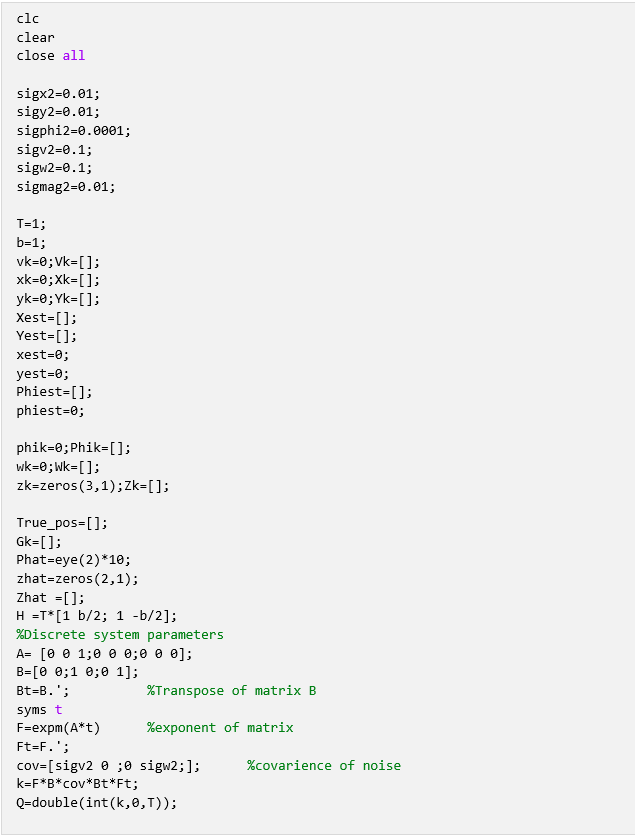 clc
clear
close all
sigx2=0.01;
sigy2=0.01;
sigphi2=0.0001;
sigv2=0.1;
sigw2=0.1;
sigmag2=0.01;
T=1;
b=1;
vk=0;Vk=[];
xk=0;Xk=[];
yk=0;Yk=[];
Xest=[];
Yest=[];
xest=0;
yest=0;
Phiest=[];
phiest=0;
phik=0;Phik=[];
wk=0;Wk=[];
zk=zeros(3,1);Zk=[];
True_pos=[];
Gk=[];
Phat=eye(2)*10;
zhat=zeros(2,1);
Zhat =[];
H =T*[1 b/2; 1 -b/2];
%Discrete system parameters
A= [0 0 1;0 0 0;0 0 0];
B=[0 0;1 0;0 1];
Bt=B.'; %Transpose of matrix B
syms t
F=expm(A*t) %exponent of matrix
Ft=F.';
cov=[sigv2 0 ;0 sigw2;]; %covarience of noise
k=F*B*cov*Bt*Ft;
Q=double(int(k,0,T));